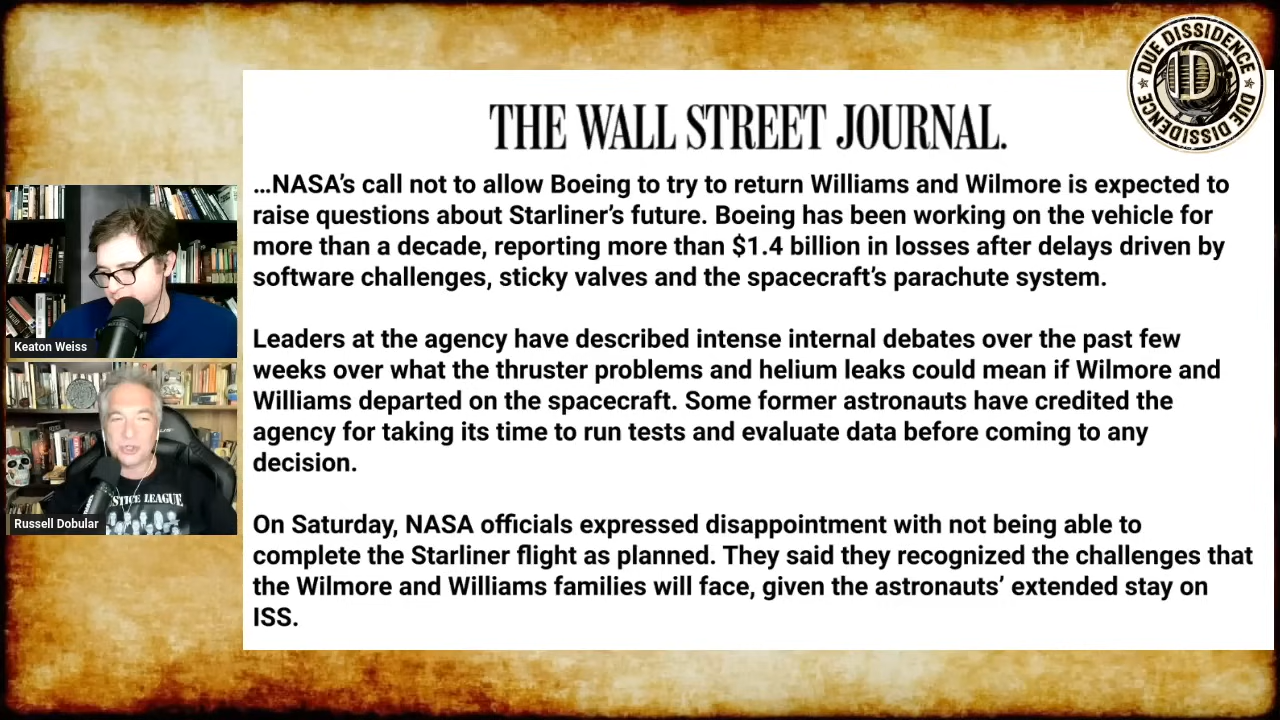 DUE DISSIDENCE
D
DUE DISSIDENCE
THE WALL STREET JOURNAL.
...NASA's call not to allow Boeing to try to return Williams and Wilmore is expected to
raise questions about Starliner's future. Boeing has been working on the vehicle for
more than a decade, reporting more than $1.4 billion in losses after delays driven by
software challenges, sticky valves and the spacecraft's parachute system.
Leaders at the agency have described intense internal debates over the past few
weeks over what the thruster problems and helium leaks could mean if Wilmore and
Williams departed on the spacecraft. Some former astronauts have credited the
agency for taking its time to run tests and evaluate data before coming to any
decision.
On Saturday, NASA officials expressed disappointment with not being able to
complete the Starliner flight as planned. They said they recognized the challenges that
the Wilmore and Williams families will face, given the astronauts' extended stay on
ISS.
Keaton Weiss
STICE LEAGUE
Russell Dobular